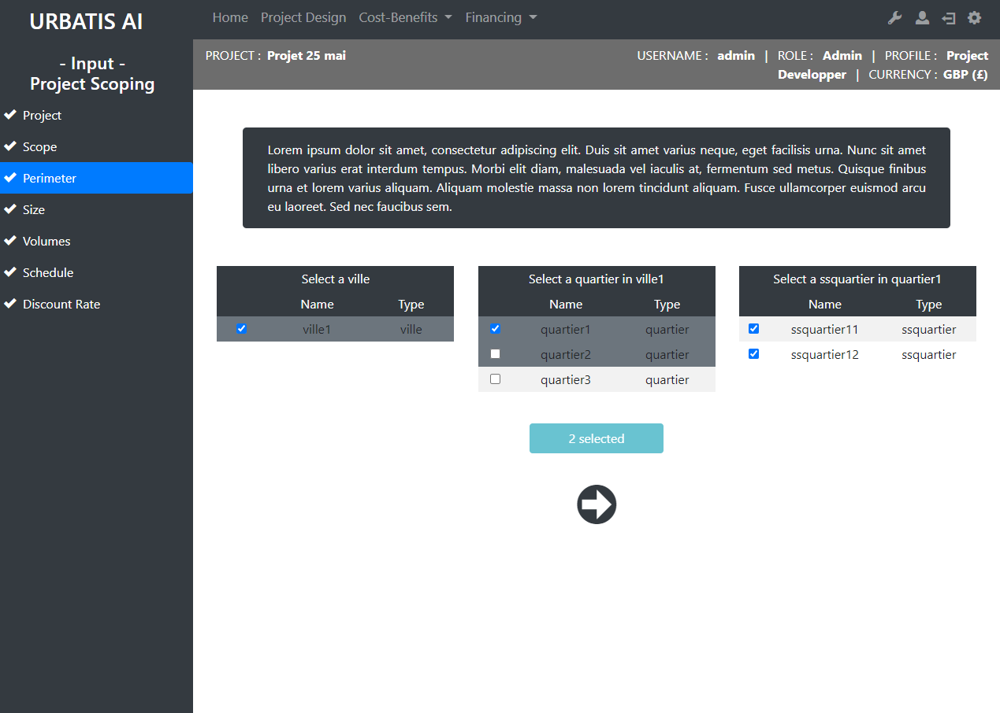 URBATIS AI
Home Project Design Cost-Benefits Financing
PROJECT : Projet 25 mai
USERNAME : admin | ROLE : Admin | PROFILE : Project
Developper | CURRENCY : GBP (£)
- Input -
Project Scoping
Project
Scope
Perimeter
Size
Volumes
Schedule
Discount Rate
Lorem ipsum dolor sit amet, consectetur adipiscing elit. Duis sit amet varius neque, eget facilisis urna. Nunc sit amet
libero varius erat interdum tempus. Morbi elit diam, malesuada vel iaculis at, fermentum sed metus. Quisque finibus
urna et lorem varius aliquam. Aliquam molestie massa non lorem tincidunt aliquam. Fusce ullamcorper euismod arcu
eu laoreet. Sed nec faucibus sem.
Select a ville
Name Type
ville1 ville
Select a quartier in ville1
Name Type
quartier1 quartier
quartier2 quartier
quartier3 quartier
Select a ssquartier in quartier1
Name Type
ssquartier11 ssquartier
ssquartier12 ssquartier
2 selected